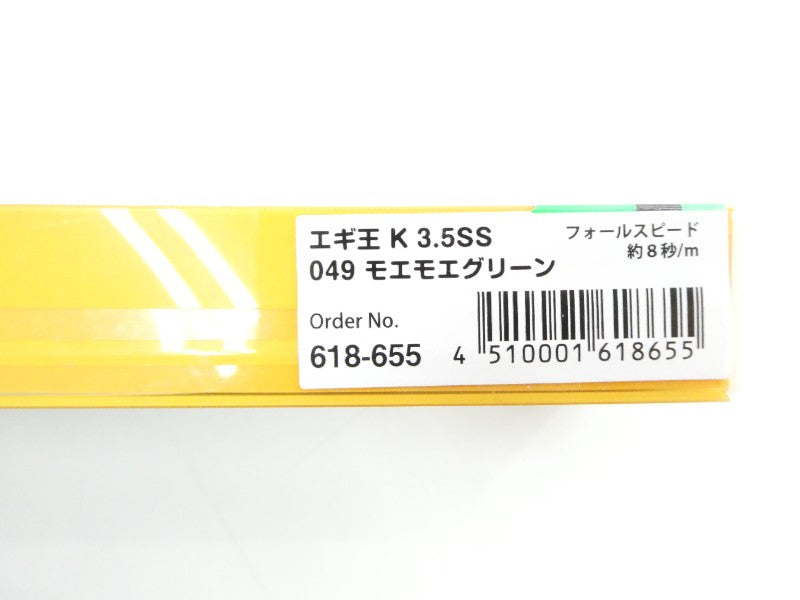 エギ王 K 3.5SS
フォールスピード
約8秒/m
049 モエモエグリーン
Order No.
618-655
4 510001 618655